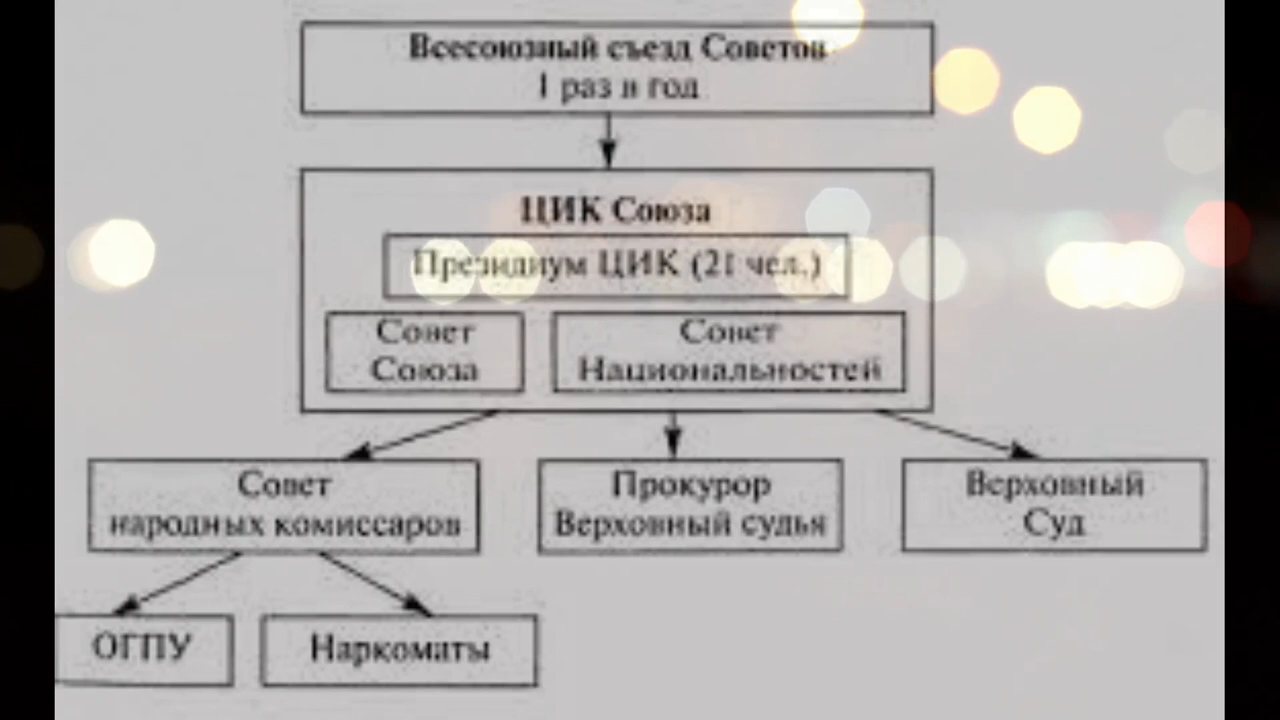 Всесоюзный съезд Советов
1 раз в год
ЦИК Союза
Президиум ЦИК (21 чел.)
Совет
Союза
Совет
Национальностей
Совет
народных комиссаров
Прокурор
Верховный судья
Верховный
Суд
ОГПУ
Наркоматы